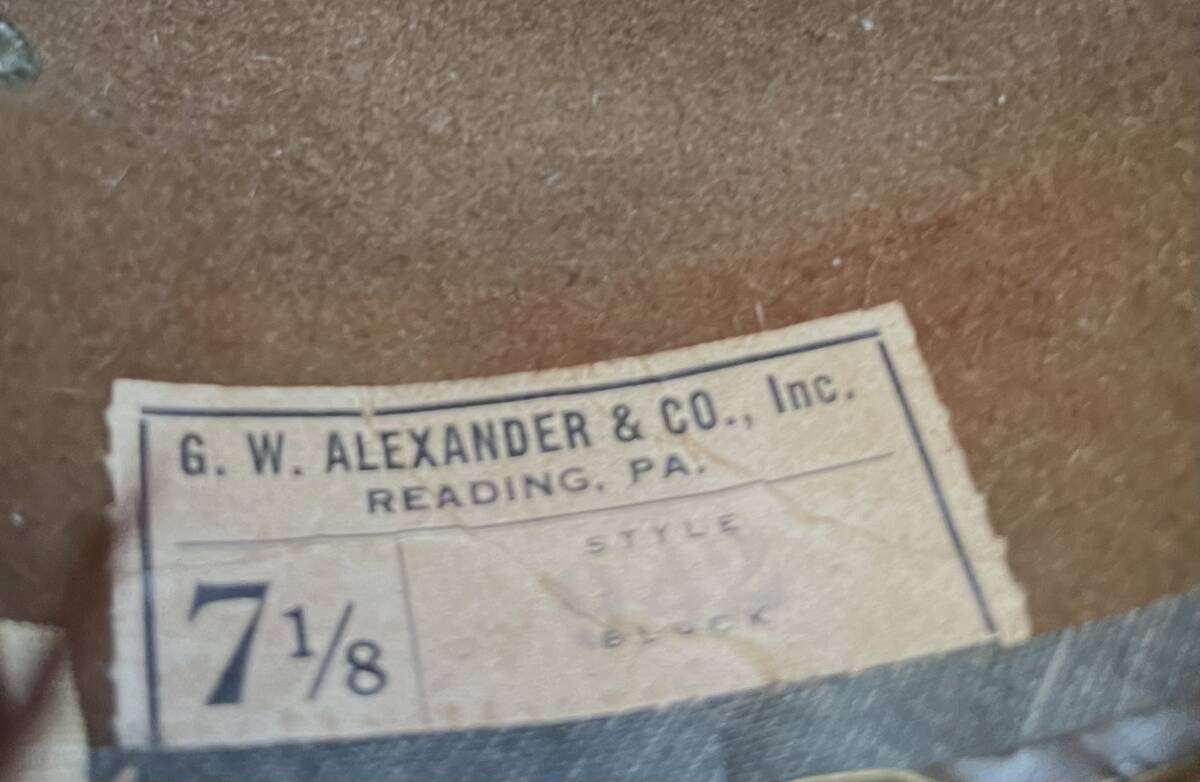 G. W. ALEXANDER & CO., Inc.
READING, PA.
STYLE
7 1/8
BLOCK